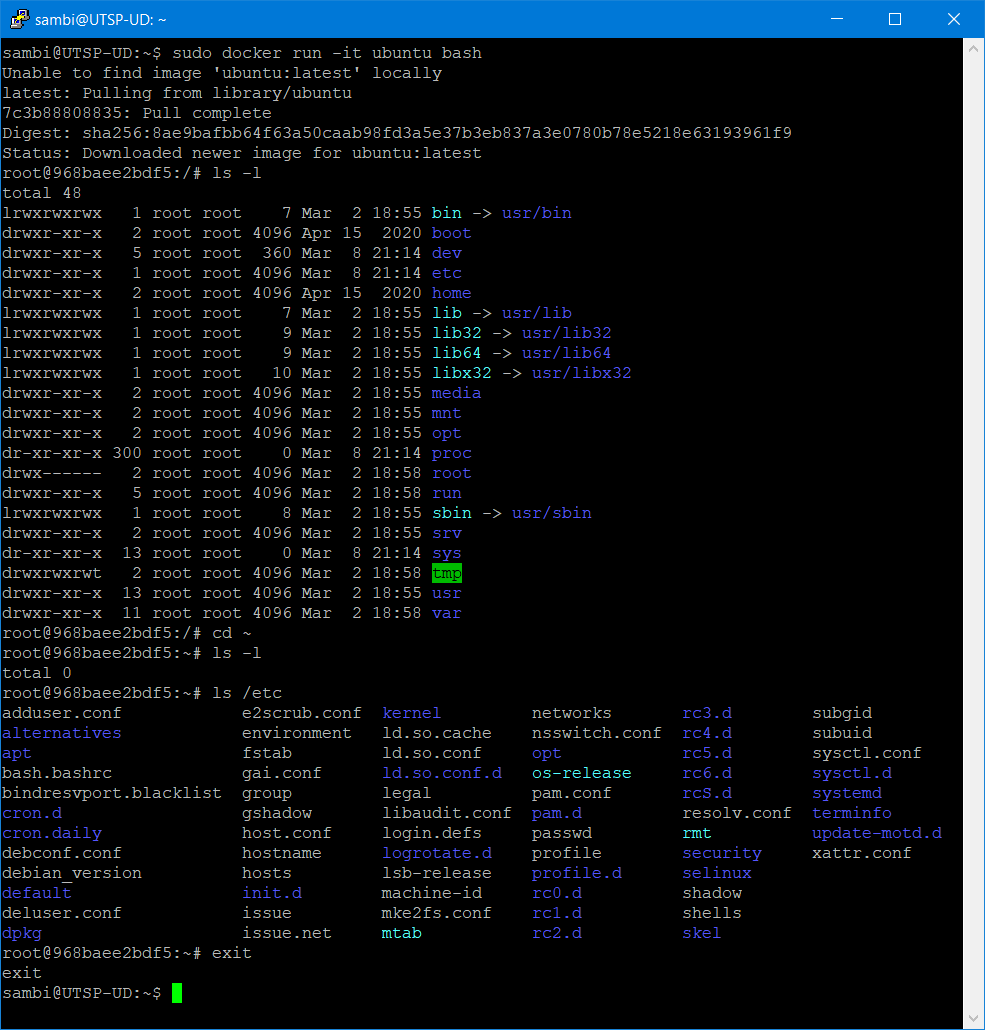 sambi@UTSP-UD: ~
sambi@UTSP-UD:~$ sudo docker run -it ubuntu bash
Unable to find image 'ubuntu:latest' locally
latest: Pulling from library/ubuntu
7c3b88808835: Pull complete
Digest: sha256:8ae9bafbb64f63a50caab98fd3a5e37b3eb837a3e0780b78e5218e63193961f9
Status: Downloaded newer image for ubuntu:latest
root@968baee2bdf5:/# ls -l
total 48
lrwxrwxrwx   1 root root    7 Mar  2 18:55 bin -> usr/bin
drwxr-xr-x   2 root root 4096 Apr 15  2020 boot
drwxr-xr-x   5 root root  360 Mar  8 21:14 dev
drwxr-xr-x   1 root root 4096 Mar  8 21:14 etc
drwxr-xr-x   2 root root 4096 Apr 15  2020 home
lrwxrwxrwx   1 root root    7 Mar  2 18:55 lib -> usr/lib
lrwxrwxrwx   1 root root    9 Mar  2 18:55 lib32 -> usr/lib32
lrwxrwxrwx   1 root root    9 Mar  2 18:55 lib64 -> usr/lib64
lrwxrwxrwx   1 root root   10 Mar  2 18:55 libx32 -> usr/libx32
drwxr-xr-x   2 root root 4096 Mar  2 18:55 media
drwxr-xr-x   2 root root 4096 Mar  2 18:55 mnt
drwxr-xr-x   2 root root 4096 Mar  2 18:55 opt
dr-xr-xr-x 300 root root    0 Mar  8 21:14 proc
drwx------   2 root root 4096 Mar  2 18:58 root
drwxr-xr-x   5 root root 4096 Mar  2 18:58 run
lrwxrwxrwx   1 root root    8 Mar  2 18:55 sbin -> usr/sbin
drwxr-xr-x   2 root root 4096 Mar  2 18:55 srv
dr-xr-xr-x  13 root root    0 Mar  8 21:14 sys
drwxrwxrwt   2 root root 4096 Mar  2 18:58 tmp
drwxr-xr-x  13 root root 4096 Mar  2 18:55 usr
drwxr-xr-x  11 root root 4096 Mar  2 18:58 var
root@968baee2bdf5:/# cd ~
root@968baee2bdf5:~# ls -l
total 0
root@968baee2bdf5:~# ls /etc
adduser.conf            e2scrub.conf  kernel         networks       rc3.d        subgid
alternatives            environment   ld.so.cache    nsswitch.conf  rc4.d        subuid
apt                     fstab         ld.so.conf     opt            rc5.d        sysctl.conf
bash.bashrc             gai.conf      ld.so.conf.d   os-release     rc6.d        sysctl.d
bindresvport.blacklist  group         legal          pam.conf       rcS.d        systemd
cron.d                  gshadow       libaudit.conf  pam.d          resolv.conf  terminfo
cron.daily              host.conf     login.defs     passwd         rmt          update-motd.d
debconf.conf            hostname      logrotate.d    profile        security     xattr.conf
debian_version          hosts         lsb-release    profile.d      selinux
default                 init.d        machine-id     rc0.d          shadow
deluser.conf            issue         mke2fs.conf    rc1.d          shells
dpkg                    issue.net     mtab           rc2.d          skel
root@968baee2bdf5:~# exit
exit
sambi@UTSP-UD:~$